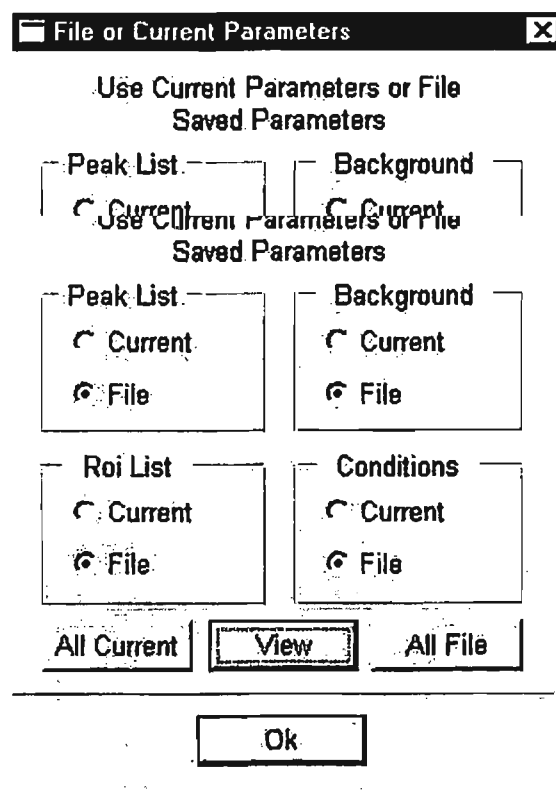 File or Current Parameters
Use Current Parameters or File
Saved Parameters
Peak List Background
Current Current
Use Current Parameters or File
Saved Parameters
Peak List Background
Current Current
File File
Roi List Conditions
Current Current
File File
All Current View All File
Ok